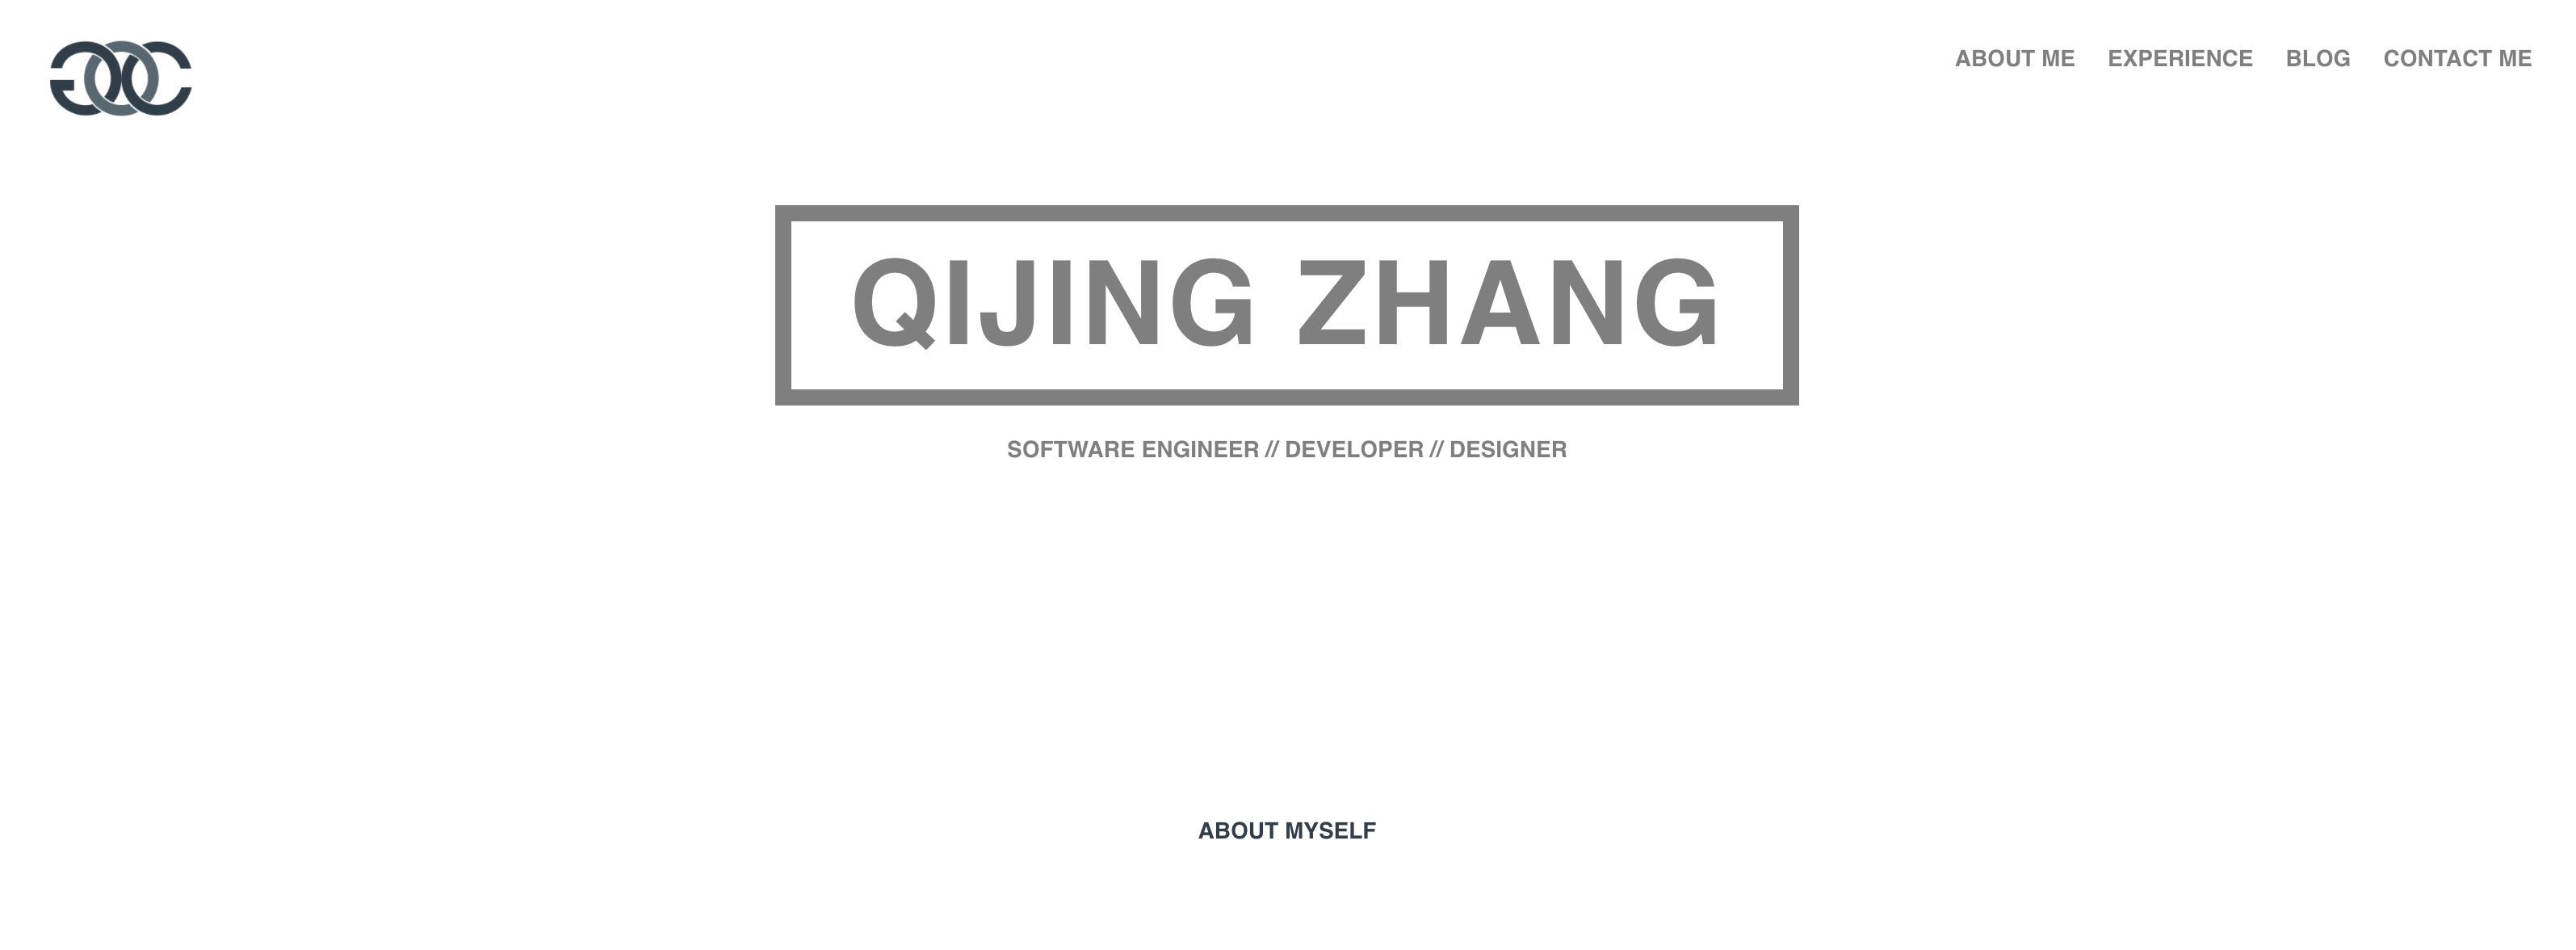 ABOUT ME EXPERIENCE BLOG CONTACT ME
QIJING ZHANG
SOFTWARE ENGINEER // DEVELOPER // DESIGNER
ABOUT MYSELF